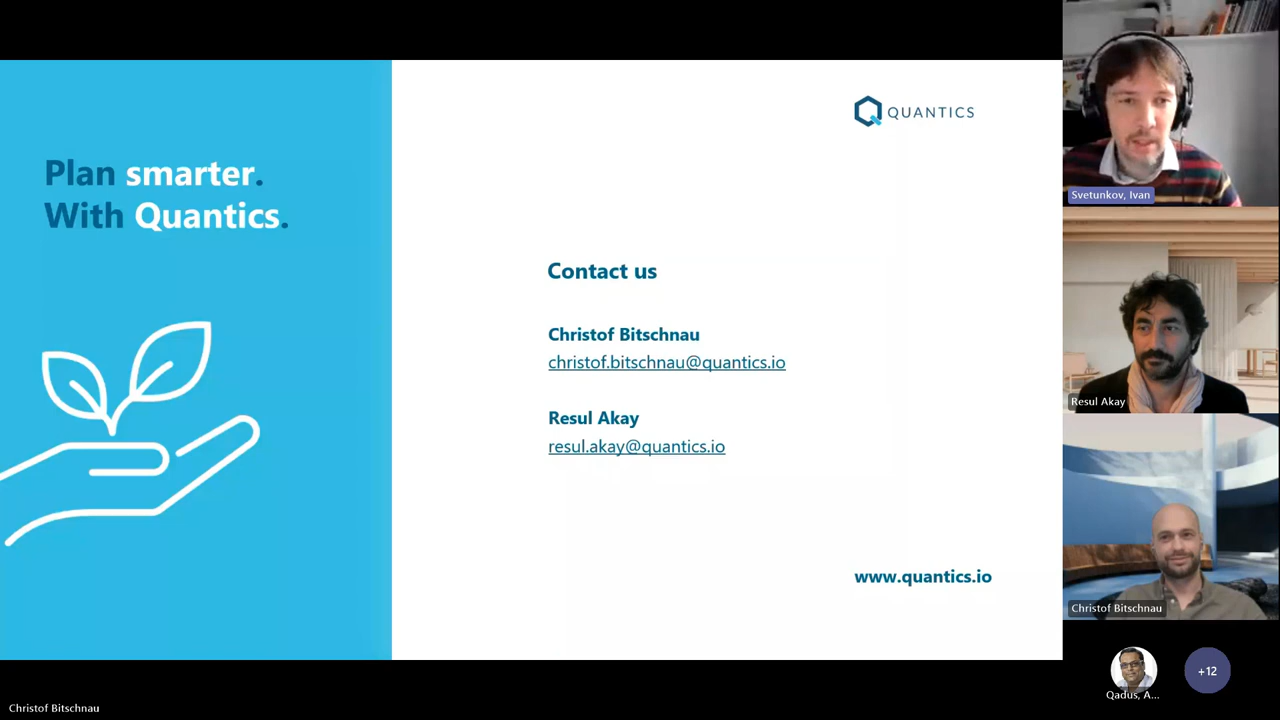 Plan smarter.
With Quantics.
QUANTICS
Contact us
Christof Bitschnau
christof.bitschnau@quantics.io
Resul Akay
resul.akay@quantics.io
www.quantics.io
Svetunkov, Ivan
Resul Akay
Christof Bitschnau
Qadus, A...
+12
Christof Bitschnau